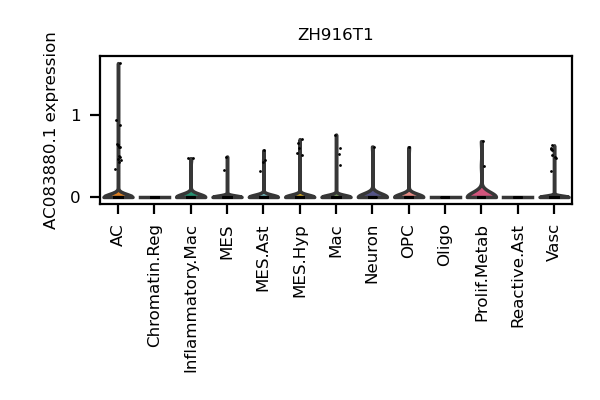 ZH916T1
AC083880.1 expression
1
0
AC
Chromatin.Reg
Inflammatory.Mac
MES
MES.Ast
MES.Hyp
Mac
Neuron
OPC
Oligo
Prolif.Metab
Reactive.Ast
Vasc